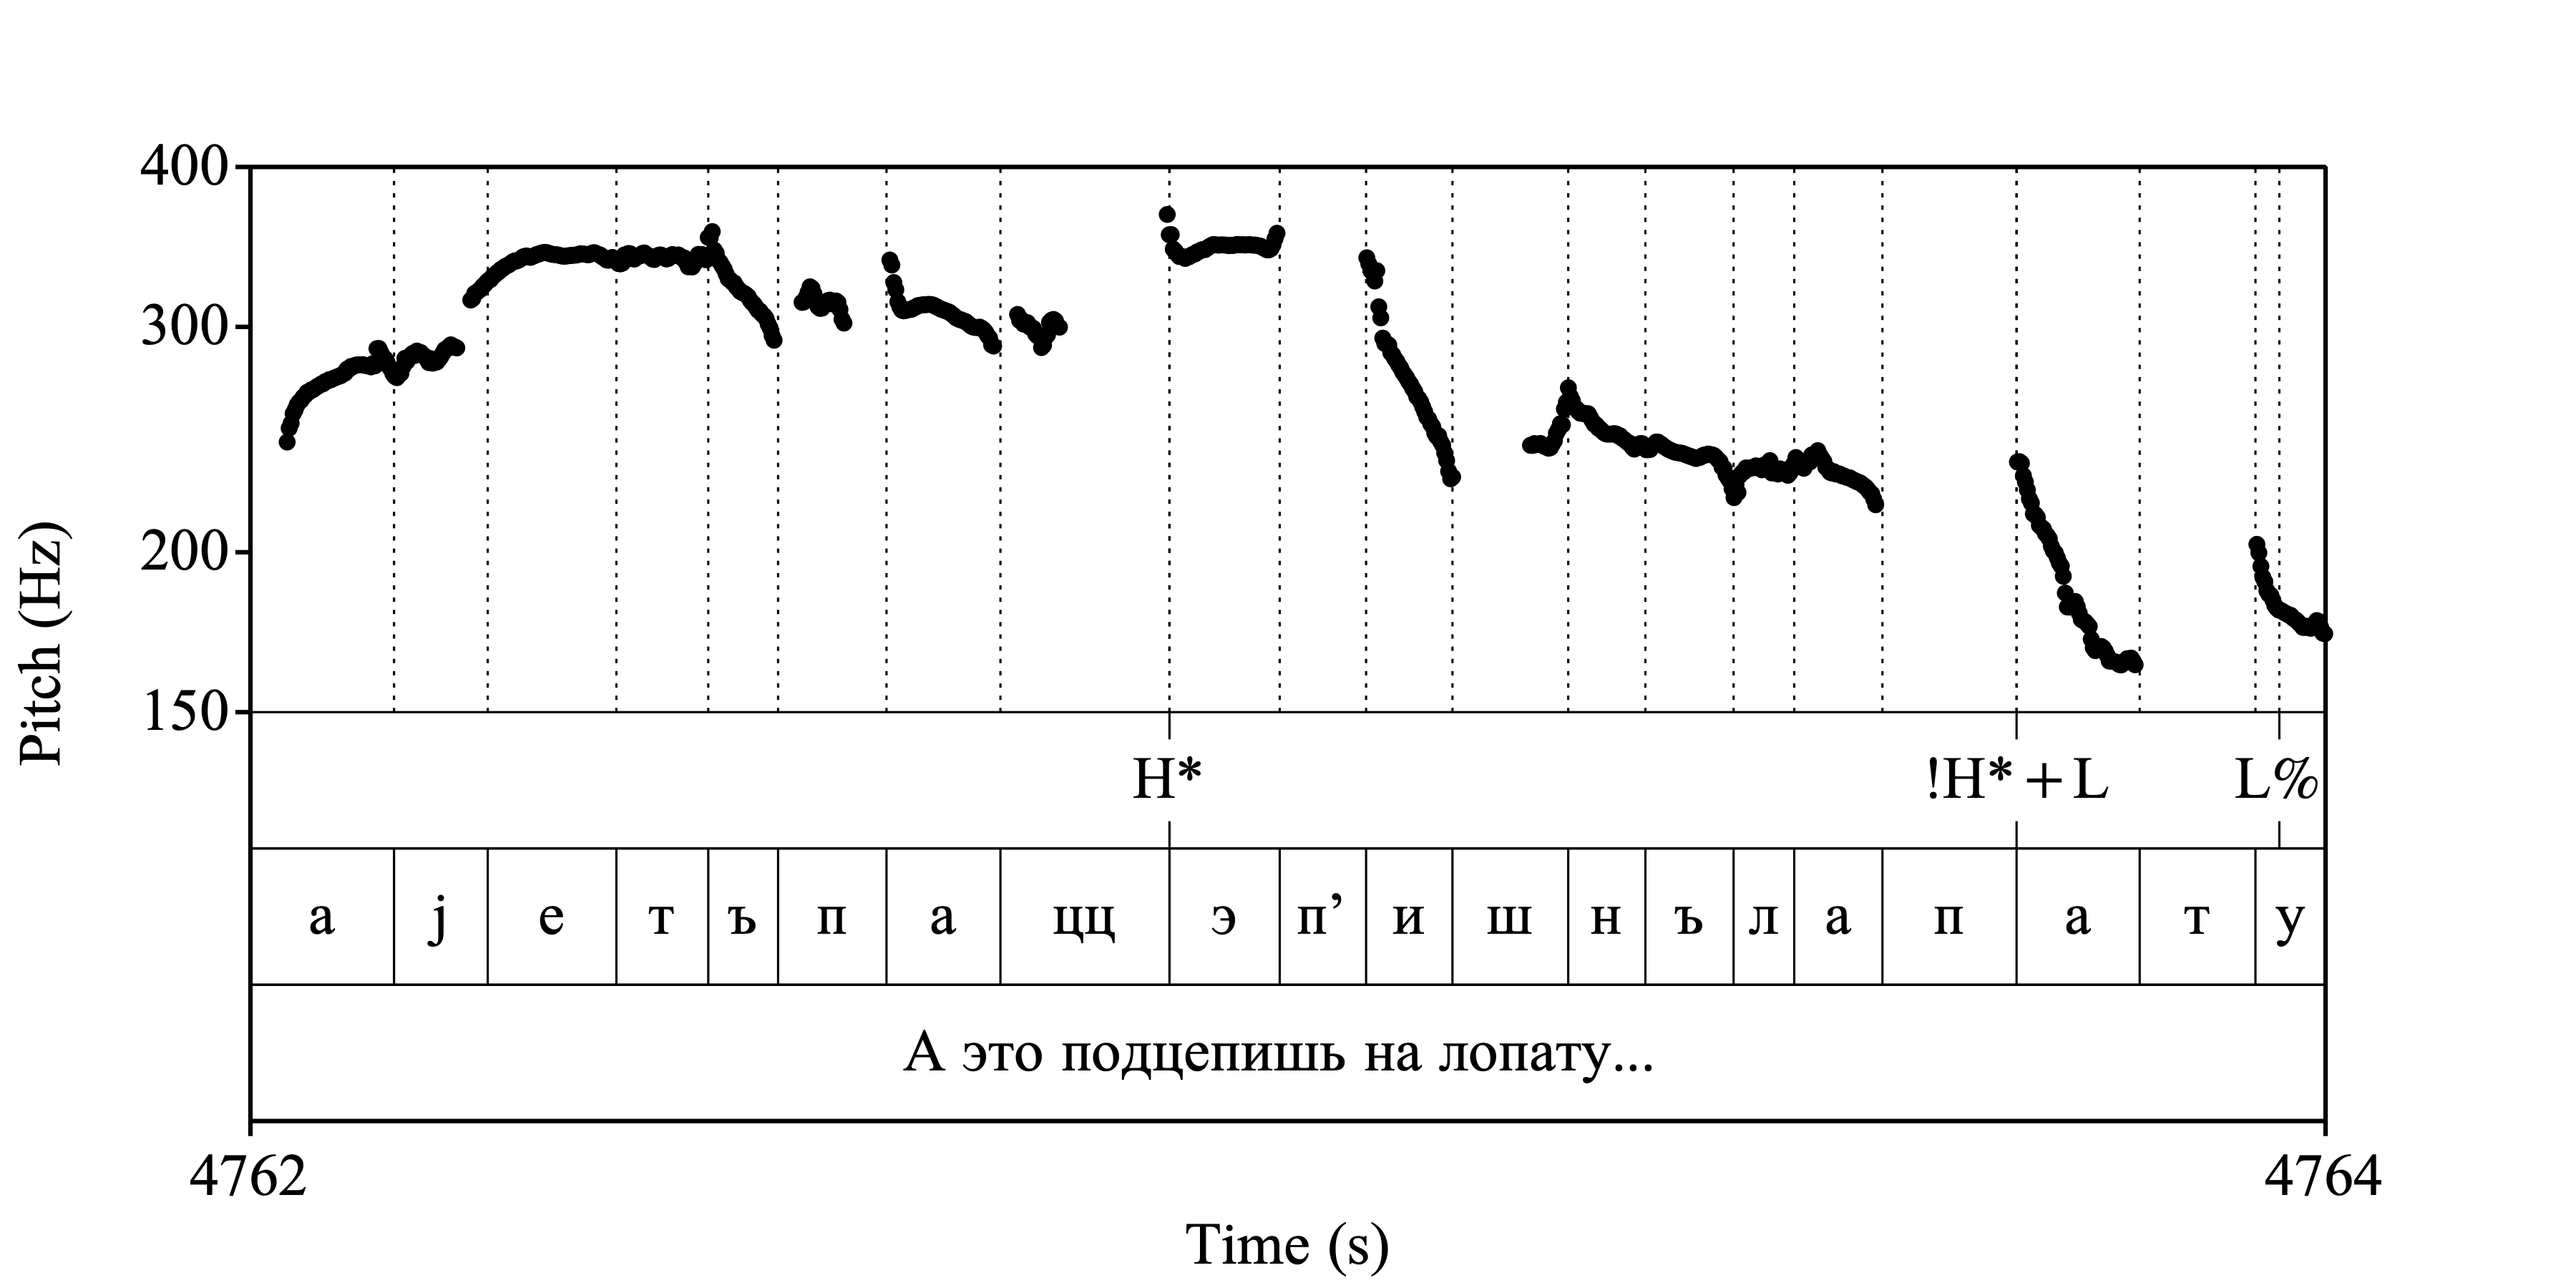 400
300
200
150
Pitch (Hz)
H* !H* + L L%
а j е т ъ п а цц э п’ и ш н ъ л а п а т у
А это подцепишь на лопату...
4762 4764
Time (s)